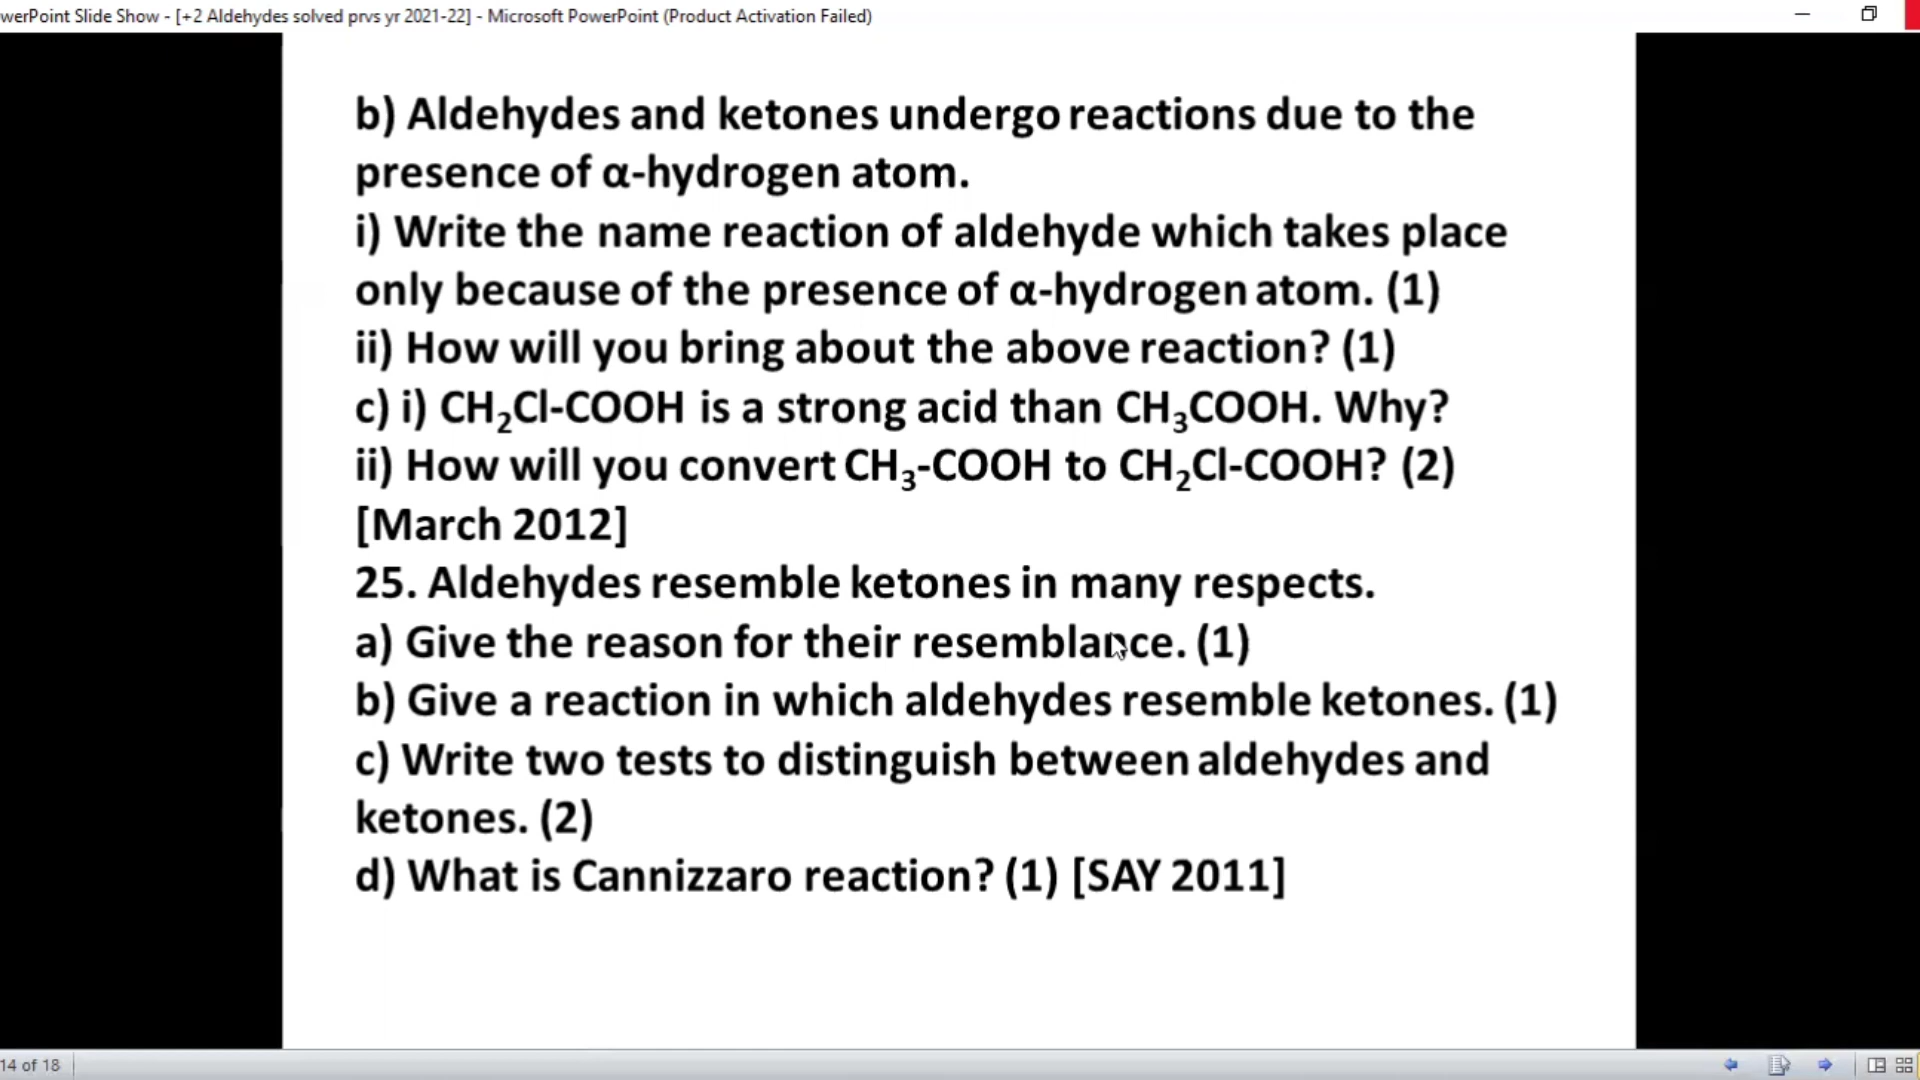 werPoint Slide Show - [+2 Aldehydes solved prvs yr 2021-22] - Microsoft PowerPoint (Product Activation Failed)
b) Aldehydes and ketones undergo reactions due to the
presence of α-hydrogen atom.
i) Write the name reaction of aldehyde which takes place
only because of the presence of α-hydrogen atom. (1)
ii) How will you bring about the above reaction? (1)
c) i) CH₂Cl-COOH is a strong acid than CH₃COOH. Why?
ii) How will you convert CH₃-COOH to CH₂Cl-COOH? (2)
[March 2012]
25. Aldehydes resemble ketones in many respects.
a) Give the reason for their resemblance. (1)
b) Give a reaction in which aldehydes resemble ketones. (1)
c) Write two tests to distinguish between aldehydes and
ketones. (2)
d) What is Cannizzaro reaction? (1) [SAY 2011]
14 of 18